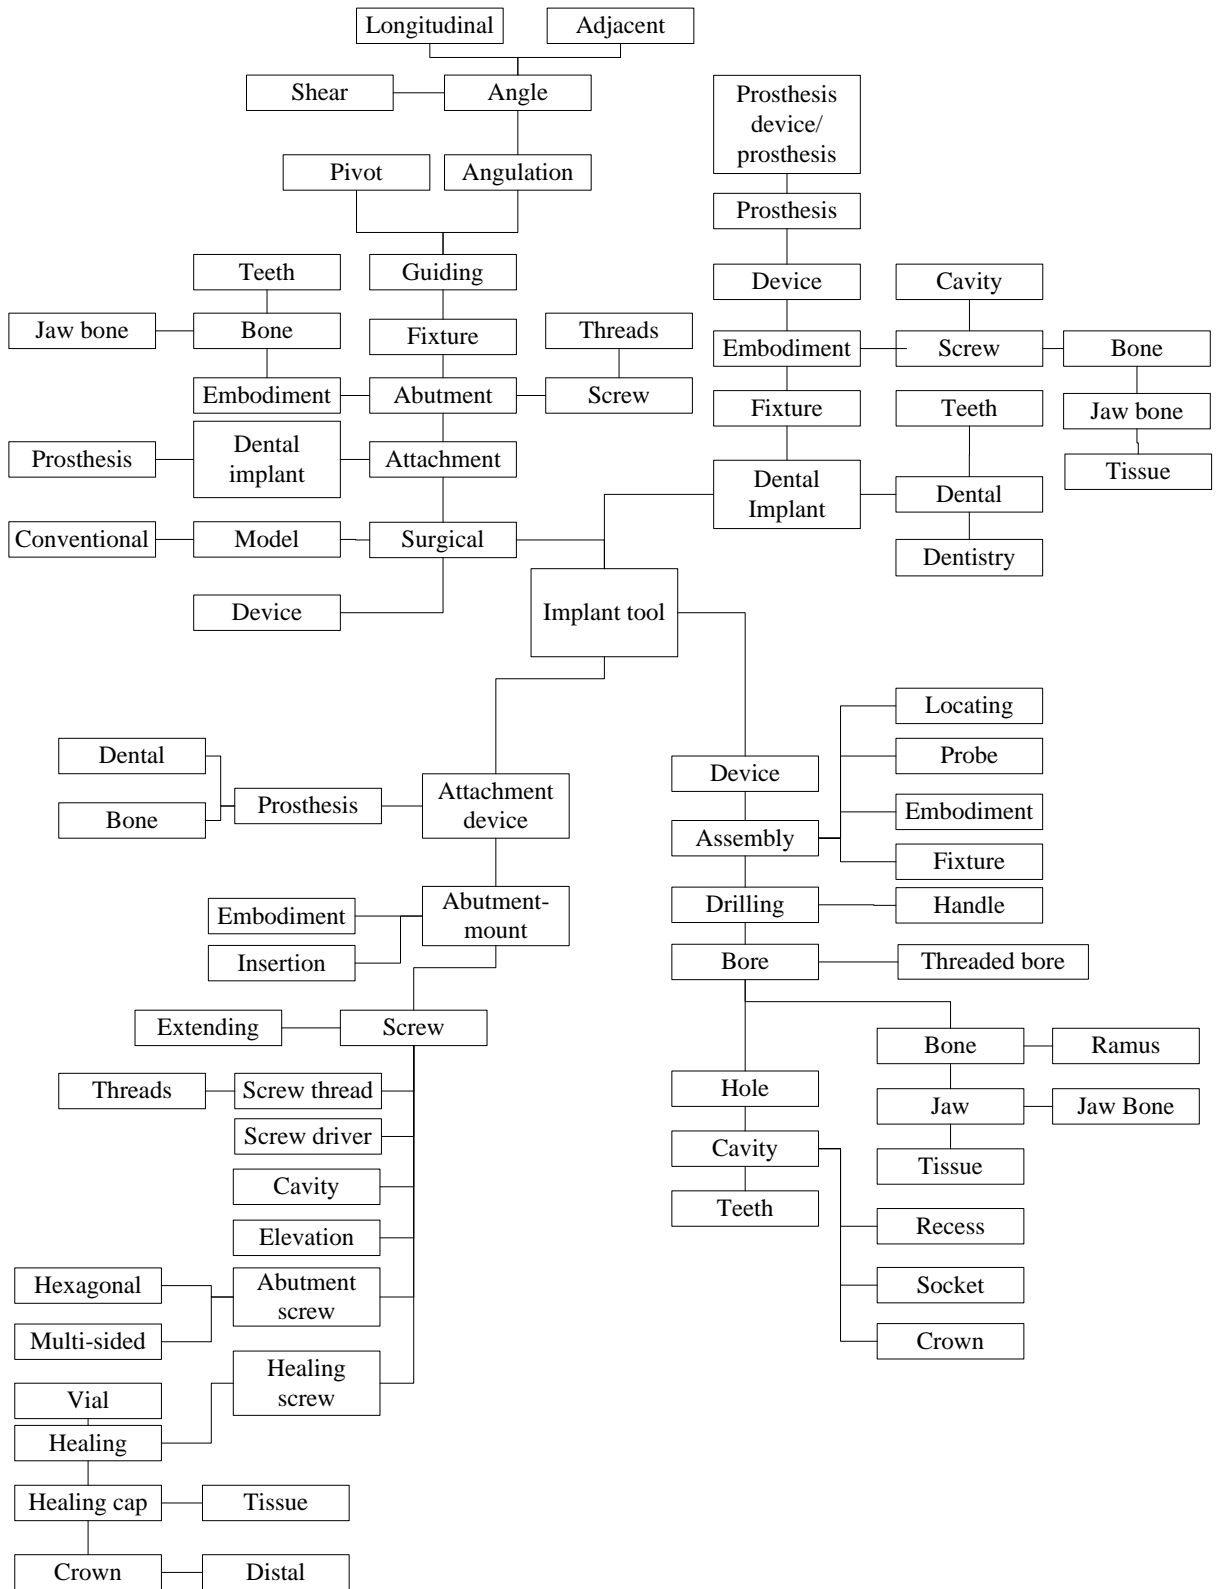 Longitudinal
Adjacent
Shear
Angle
Prosthesis
device/
prosthesis
Pivot
Angulation
Prosthesis
Teeth
Guiding
Device
Cavity
Jaw bone
Bone
Fixture
Threads
Embodiment
Screw
Bone
Embodiment
Abutment
Screw
Fixture
Teeth
Jaw bone
Prosthesis
Dental
implant
Attachment
Tissue
Dental
Implant
Dental
Conventional
Model
Surgical
Dentistry
Device
Implant tool
Locating
Dental
Probe
Device
Bone
Prosthesis
Attachment
device
Embodiment
Assembly
Fixture
Embodiment
Abutment-
mount
Drilling
Handle
Insertion
Bore
Threaded bore
Extending
Screw
Bone
Ramus
Threads
Screw thread
Hole
Jaw
Jaw Bone
Screw driver
Cavity
Tissue
Cavity
Teeth
Elevation
Recess
Hexagonal
Abutment
screw
Socket
Multi-sided
Crown
Healing
screw
Vial
Healing
Healing cap
Tissue
Crown
Distal